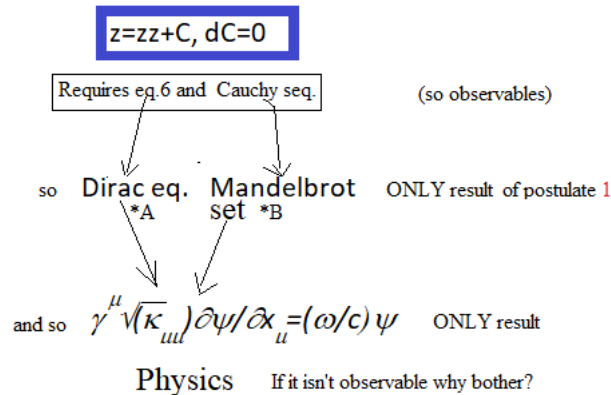 z=zz+C, dC=0
Requires eq.6 and Cauchy seq. (so observables)
so Dirac eq. Mandelbrot ONLY result of postulate 1
*A set *B
and so γ^μ√(κ_μμ)∂ψ/∂x_μ=(ω/c) ψ ONLY result
Physics If it isn't observable why bother?